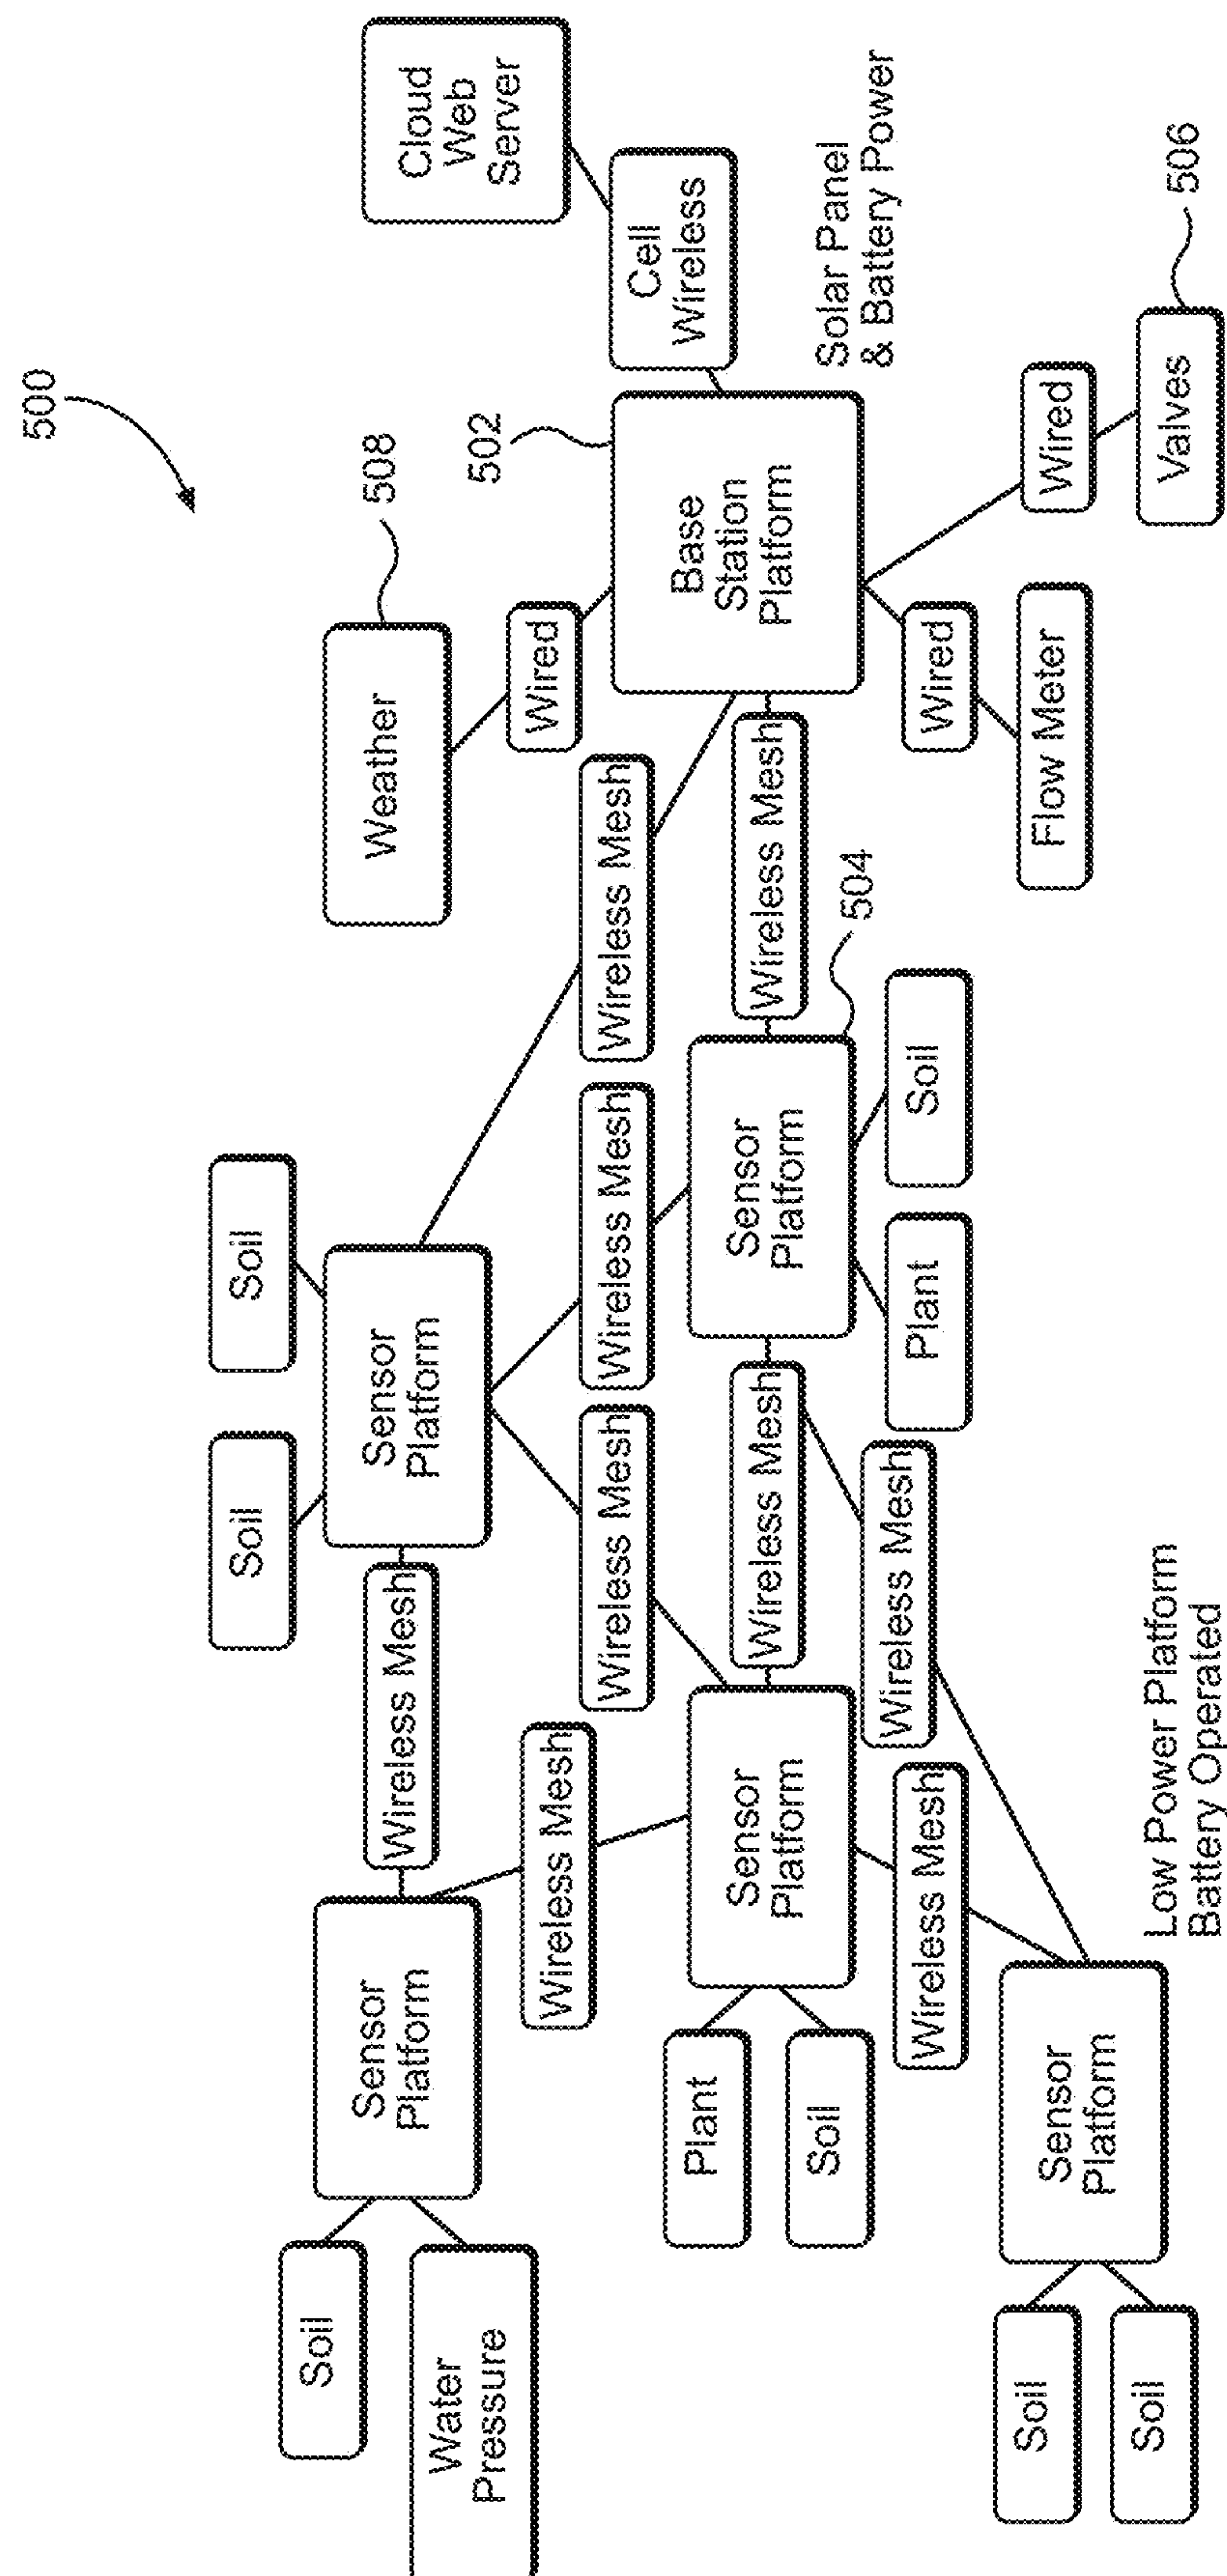 500
Soil
Soil
Weather
508
Cloud
Web
Server
Soil
Water
Pressure
Sensor
Platform
Wireless Mesh
Sensor
Platform
Wired
502
Wireless Mesh
Wireless Mesh
Wireless Mesh
Wireless Mesh
Cell
Wireless
Plant
Soil
Sensor
Platform
Wireless Mesh
Sensor
Platform
Wireless Mesh
Base
Station
Platform
Solar Panel
& Battery Power
504
Wireless Mesh
Wireless Mesh
Plant
Soil
Wired
Wired
Soil
Soil
Sensor
Platform
Flow Meter
Valves
506
Low Power Platform
Battery Operated